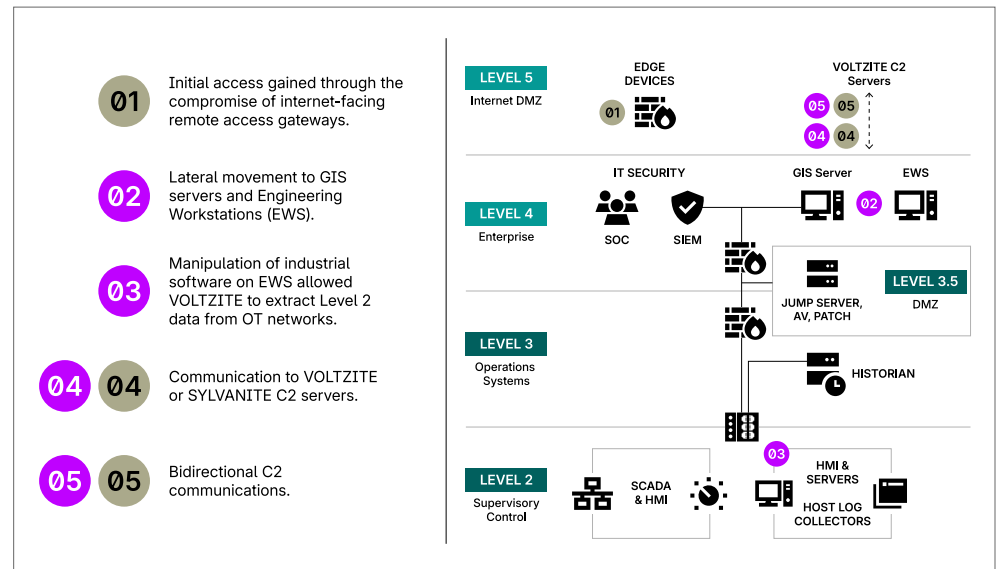 01
Initial access gained through the
compromise of internet-facing
remote access gateways.
02
Lateral movement to GIS
servers and Engineering
Workstations (EWS).
03
Manipulation of industrial
software on EWS allowed
VOLTZITE to extract Level 2
data from OT networks.
04 04
Communication to VOLTZITE
or SYLVANITE C2 servers.
05 05
Bidirectional C2
communications.
LEVEL 5
Internet DMZ
EDGE
DEVICES
01
VOLTZITE C2
Servers
05 05
04 04
LEVEL 4
Enterprise
IT SECURITY
SOC
SIEM
GIS Server
02
EWS
JUMP SERVER,
AV, PATCH
LEVEL 3.5
DMZ
LEVEL 3
Operations
Systems
HISTORIAN
LEVEL 2
Supervisory
Control
SCADA
& HMI
03
HMI &
SERVERS
HOST LOG
COLLECTORS